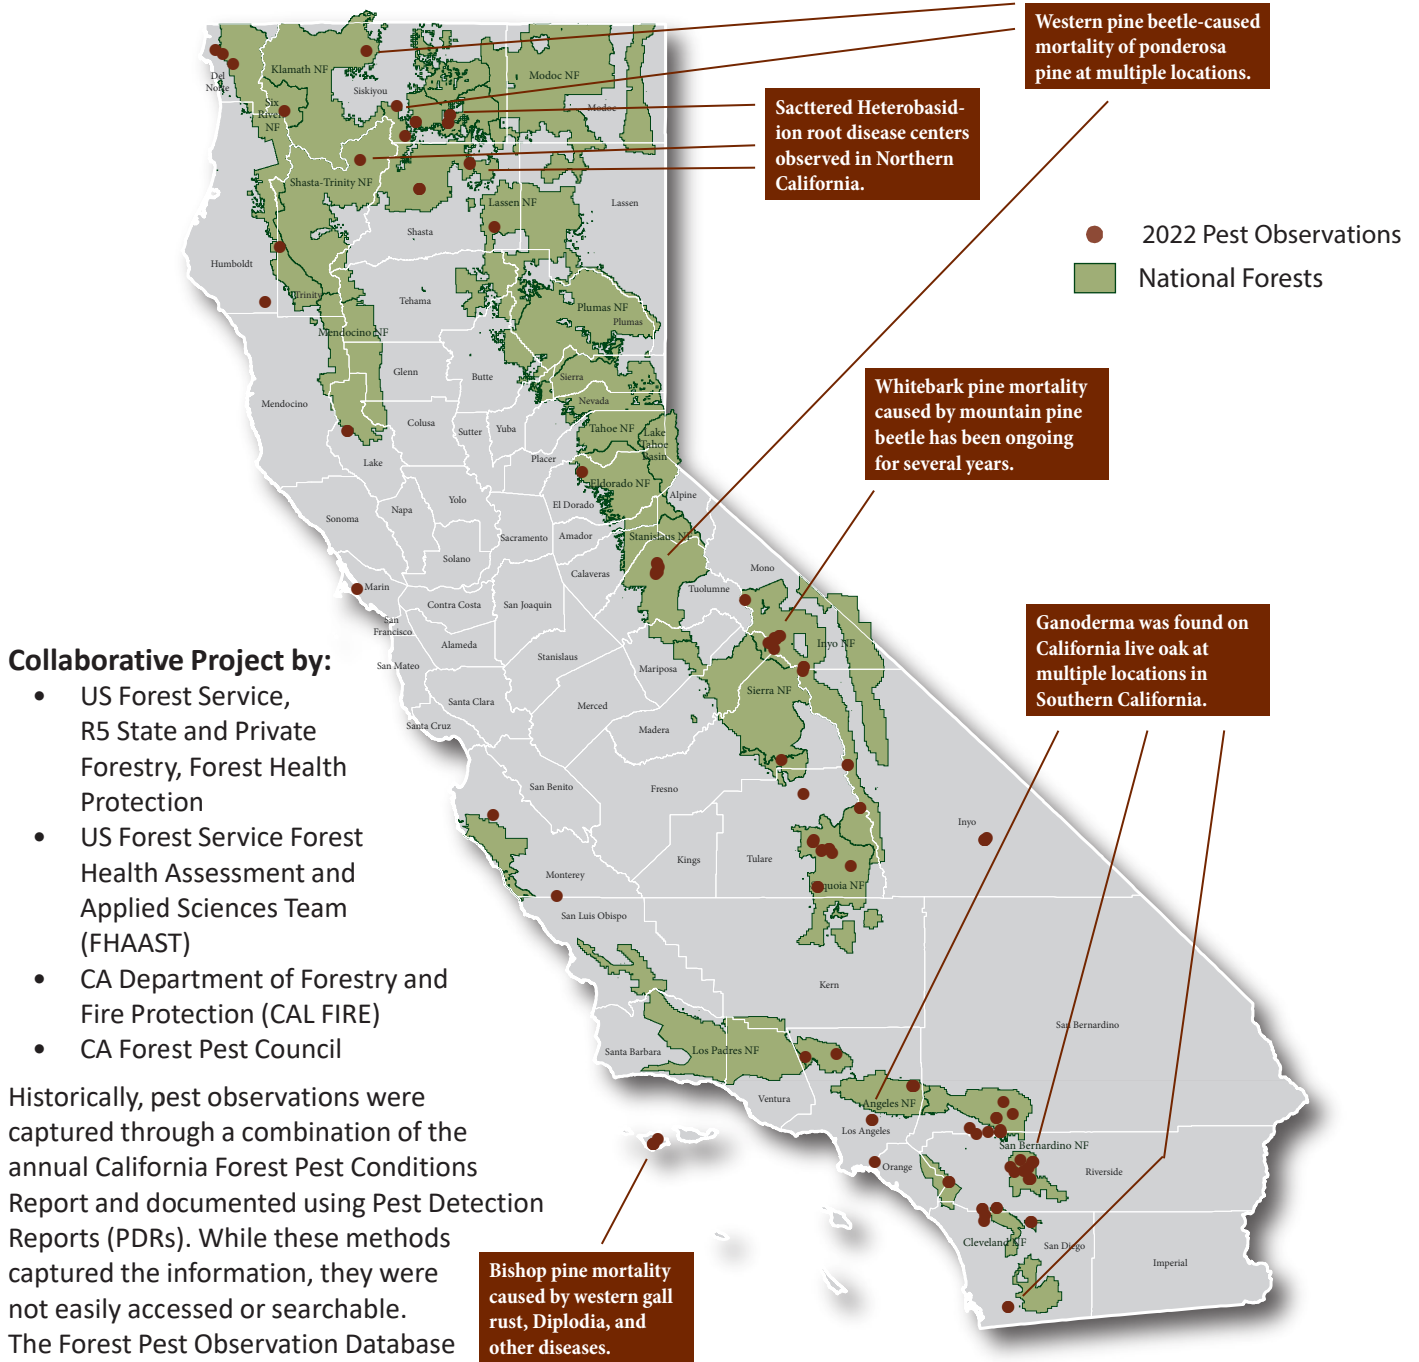 Western pine beetle-caused
mortality of ponderosa
pine at multiple locations.
Sacttered Heterobasid-
ion root disease centers
observed in Northern
California.
2022 Pest Observations
National Forests
Whitebark pine mortality
caused by mountain pine
beetle has been ongoing
for several years.
Ganoderma was found on
California live oak at
multiple locations in
Southern California.
Bishop pine mortality
caused by western gall
rust, Diplodia, and
other diseases.
Del
Norte
Klamath NF
Siskiyou
Modoc NF
Modoc
Six
River
NF
Shasta-Trinity NF
Lassen NF
Lassen
Shasta
Humboldt
Trinity
Tehama
Plumas NF
Plumas
Mendocino NF
Glenn
Butte
Sierra
Mendocino
Nevada
Colusa
Sutter
Yuba
Tahoe NF
Lake
Tahoe
Basin
Lake
Placer
Eldorado NF
Yolo
El Dorado
Alpine
Napa
Sonoma
Sacramento
Amador
Stanislaus NF
Solano
Calaveras
Mono
Marin
Tuolumne
Contra Costa
San Joaquin
San
Francisco
Alameda
Inyo NF
Stanislaus
San Mateo
Mariposa
Sierra NF
Santa Clara
Merced
Santa Cruz
Madera
San Benito
Fresno
Inyo
Kings
Tulare
Monterey
Sequoia NF
San Luis Obispo
Kern
San Bernardino
Santa Barbara
Los Padres NF
Ventura
Angeles NF
Los Angeles
San Bernardino NF
Orange
Riverside
Cleveland NF
San Diego
Imperial
Collaborative Project by:
• US Forest Service,
R5 State and Private
Forestry, Forest Health
Protection
• US Forest Service Forest
Health Assessment and
Applied Sciences Team
(FHAAST)
• CA Department of Forestry and
Fire Protection (CAL FIRE)
• CA Forest Pest Council
Historically, pest observations were
captured through a combination of the
annual California Forest Pest Conditions
Report and documented using Pest Detection
Reports (PDRs). While these methods
captured the information, they were
not easily accessed or searchable.
The Forest Pest Observation Database